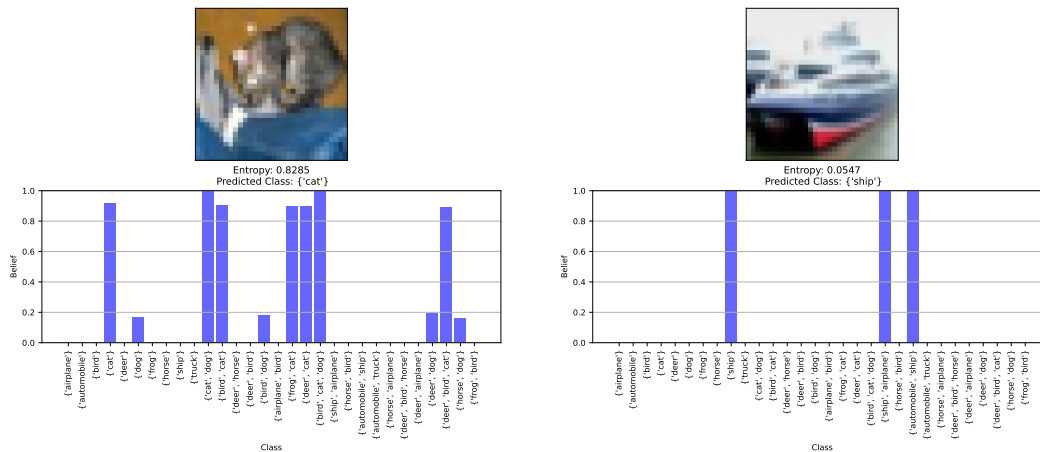 Entropy: 0.8285
Predicted Class: {'cat'}
1.0
0.8
0.6
0.4
0.2
0.0
Belief
{'airplane'}
{'automobile'}
{'bird'}
{'cat'}
{'deer'}
{'dog'}
{'frog'}
{'horse'}
{'ship'}
{'truck'}
{'cat', 'dog'}
{'bird', 'cat'}
{'deer', 'horse'}
{'deer', 'bird'}
{'bird', 'dog'}
{'airplane', 'bird'}
{'frog', 'cat'}
{'deer', 'cat'}
{'bird', 'cat', 'dog'}
{'ship', 'airplane'}
{'horse', 'bird'}
{'automobile', 'ship'}
{'automobile', 'truck'}
{'horse', 'airplane'}
{'deer', 'bird', 'horse'}
{'deer', 'airplane'}
{'deer', 'dog'}
{'deer', 'bird', 'cat'}
{'horse', 'dog'}
{'frog', 'bird'}
Class
Entropy: 0.0547
Predicted Class: {'ship'}
1.0
0.8
0.6
0.4
0.2
0.0
Belief
{'airplane'}
{'automobile'}
{'bird'}
{'cat'}
{'deer'}
{'dog'}
{'frog'}
{'horse'}
{'ship'}
{'truck'}
{'cat', 'dog'}
{'bird', 'cat'}
{'deer', 'horse'}
{'deer', 'bird'}
{'bird', 'dog'}
{'airplane', 'bird'}
{'frog', 'cat'}
{'deer', 'cat'}
{'bird', 'cat', 'dog'}
{'ship', 'airplane'}
{'horse', 'bird'}
{'automobile', 'ship'}
{'automobile', 'truck'}
{'horse', 'airplane'}
{'deer', 'bird', 'horse'}
{'deer', 'airplane'}
{'deer', 'dog'}
{'deer', 'bird', 'cat'}
{'horse', 'dog'}
{'frog', 'bird'}
Class